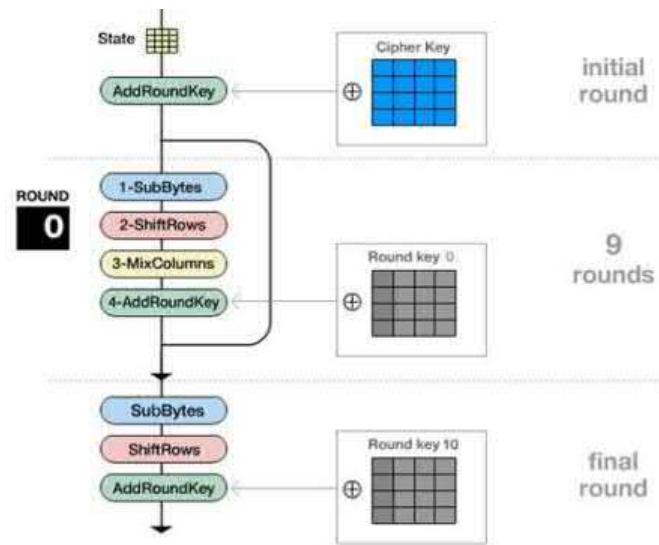 State
Cipher Key
AddRoundKey
initial
round
ROUND
0
1-SubBytes
2-ShiftRows
3-MixColumns
4-AddRoundKey
Round key 0
9
rounds
SubBytes
ShiftRows
AddRoundKey
Round key 10
final
round